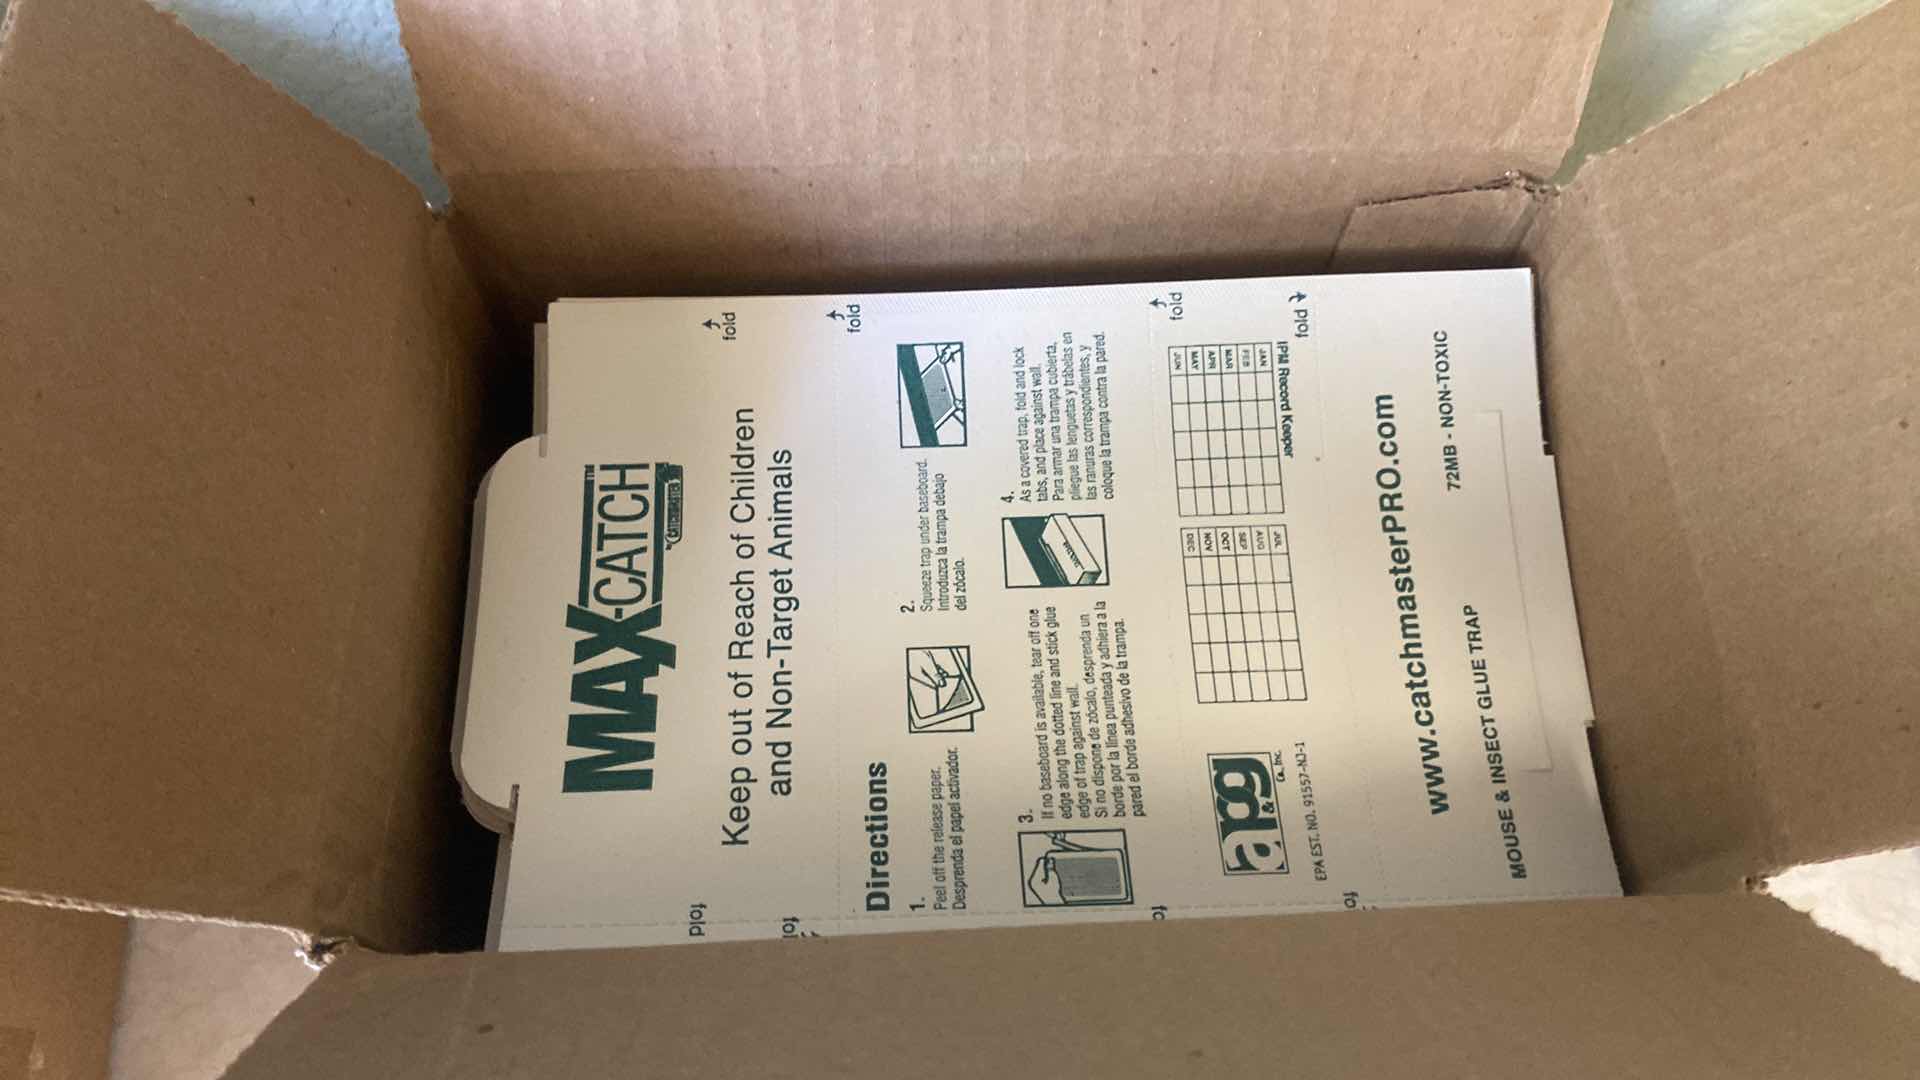 MAX-CATCH™
CATCHMASTER
Keep out of Reach of Children
and Non-Target Animals
fold
fold
fold
Directions
1.
Peel off the release paper.
Desprenda el papel activador.
2.
Squeeze trap under baseboard.
Introduzca la trampa debajo
del zócalo.
3.
If no baseboard is available, tear off one
edge along the dotted line and stick glue
edge of trap against wall.
Si no dispone de zócalo, desprenda un
borde por la línea punteada y adhiera a la
pared el borde adhesivo de la trampa.
4.
As a covered trap, fold and lock
tabs, and place against wall.
Para armar una trampa cubierta,
pliegue las lenguetas y trábelas en
las ranuras correspondientes, y
coloque la trampa contra la pared.
fold
ap&g
Co., Inc.
EPA EST. NO. 91557-NJ-1
DEC
NOV
OCT
SEP
AUG
JUL
JUN
MAY
APR
MAR
FEB
JAN
IPM Record Keeper
fold
www.catchmasterPRO.com
MOUSE & INSECT GLUE TRAP
72MB - NON-TOXIC